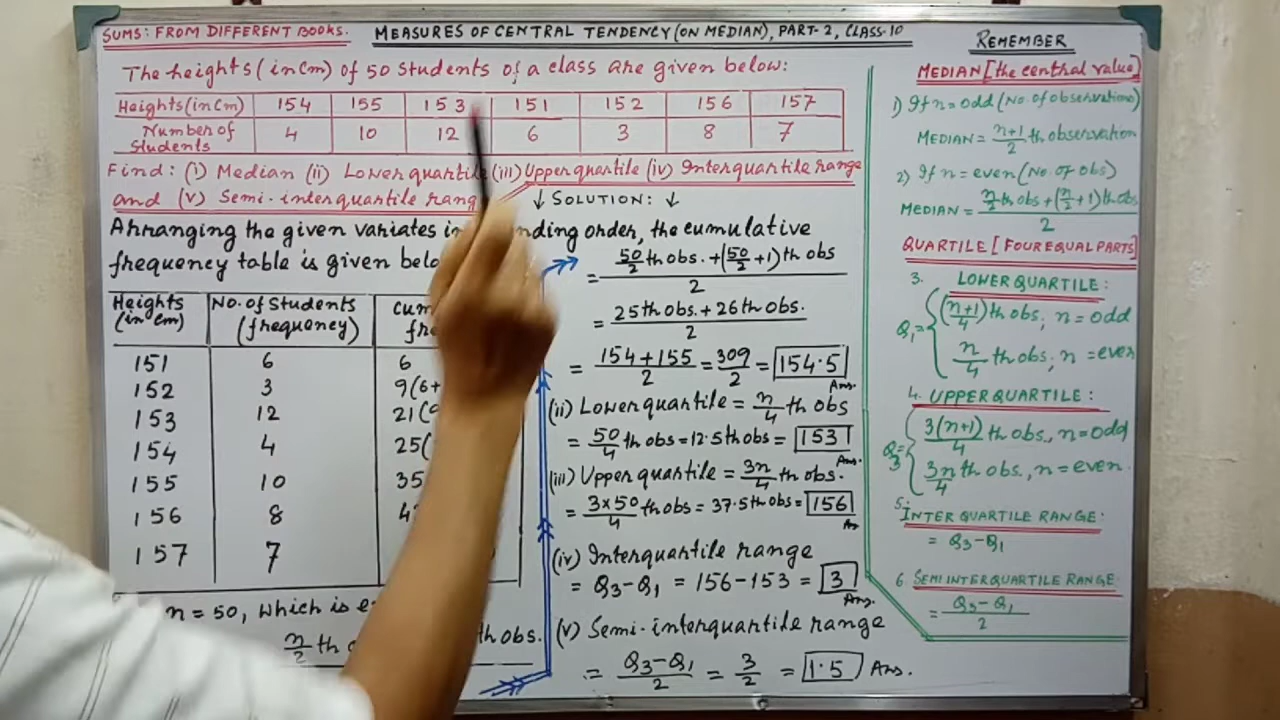 SUMS: FROM DIFFERENT BOOKS.
MEASURES OF CENTRAL TENDENCY (ON MEDIAN), PART-2, CLASS-10
The heights (in cm) of 50 students of a class are given below:
Heights (in cm) 154 155 153 151 152 156 157
Number of Students 4 10 12 6 3 8 7
Find: (i) Median (ii) Lower quartile (iii) Upper quartile (iv) Interquartile range
and (v) Semi-interquartile
↓ SOLUTION: ↓
Arranging the given variates in order, the cumulative
frequency table is given
Heights (in cm) No. of Students (frequency)
151 6 6
152 3 9(6+
153 12 21(
154 4 25(
155 10 35
156 8
157 7
n = 50, which is
n/2 th th obs.
= (50/2 th obs. + (50/2 + 1) th obs)/2
= (25 th obs. + 26 th obs.)/2
= (154 + 155)/2 = 309/2 = 154.5 Ans.
(ii) Lower quartile = n/4 th obs
= 50/4 th obs = 12.5 th obs = 153 Ans.
(iii) Upper quartile = 3n/4 th obs.
= (3×50)/4 th obs = 37.5 th obs = 156 Ans
(iv) Interquartile range
= Q3 – Q1 = 156 – 153 = 3 Ans.
(v) Semi-interquartile range
= (Q3 – Q1)/2 = 3/2 = 1.5 Ans.
REMEMBER
MEDIAN [the central value]
1) If n = odd (No. of observations)
MEDIAN = (n+1)/2 th observation
2) If n = even (No. of obs)
MEDIAN = (n/2 th obs + (n/2 + 1) th obs)/2
QUARTILE [FOUR EQUAL PARTS]
3. LOWER QUARTILE:
Q1 = { ((n+1)/4) th obs; n = odd
n/4 th obs; n = even
4. UPPER QUARTILE:
Q3 = { 3(n+1)/4 th obs., n = odd
3n/4 th obs., n = even.
5. INTER QUARTILE RANGE:
= Q3 – Q1
6. SEMI INTERQUARTILE RANGE:
= (Q3 – Q1)/2